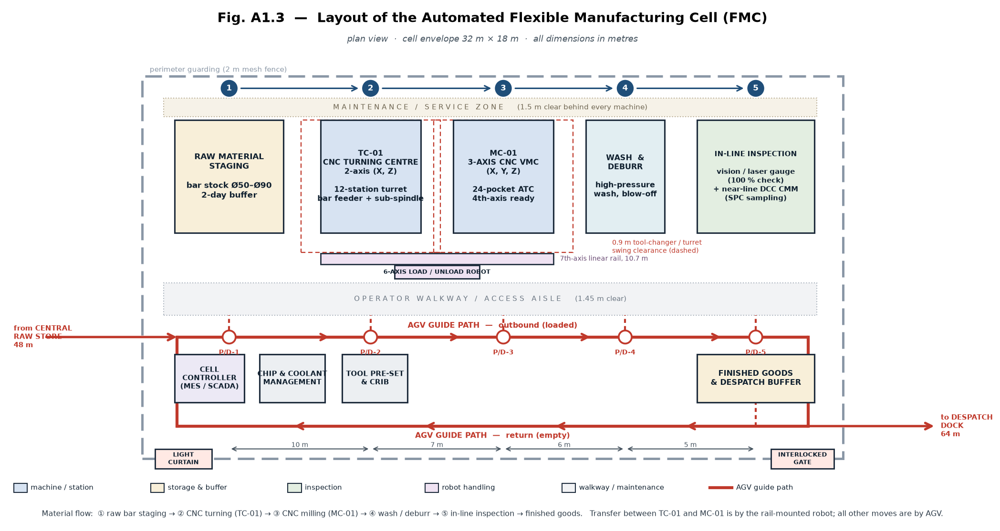 Fig. A1.3 — Layout of the Automated Flexible Manufacturing Cell (FMC)
plan view · cell envelope 32 m × 18 m · all dimensions in metres
perimeter guarding (2 m mesh fence)
1
2
3
4
5
MAINTENANCE / SERVICE ZONE (1.5 m clear behind every machine)
RAW MATERIAL
STAGING
bar stock Ø50–Ø90
2-day buffer
TC-01
CNC TURNING CENTRE
2-axis (X, Z)
12-station turret
bar feeder + sub-spindle
MC-01
3-AXIS CNC VMC
(X, Y, Z)
24-pocket ATC
4th-axis ready
WASH &
DEBURR
high-pressure
wash, blow-off
IN-LINE INSPECTION
vision / laser gauge
(100 % check)
+ near-line DCC CMM
(SPC sampling)
0.9 m tool-changer / turret
swing clearance (dashed)
7th-axis linear rail, 10.7 m
6-AXIS LOAD / UNLOAD ROBOT
OPERATOR WALKWAY / ACCESS AISLE (1.45 m clear)
from CENTRAL
RAW STORE
48 m
AGV GUIDE PATH — outbound (loaded)
P/D-1
P/D-2
P/D-3
P/D-4
P/D-5
CELL
CONTROLLER
(MES / SCADA)
CHIP & COOLANT
MANAGEMENT
TOOL PRE-SET
& CRIB
FINISHED GOODS
& DESPATCH BUFFER
to DESPATCH
DOCK
64 m
AGV GUIDE PATH — return (empty)
10 m
7 m
6 m
5 m
LIGHT
CURTAIN
INTERLOCKED
GATE
machine / station
storage & buffer
inspection
robot handling
walkway / maintenance
AGV guide path
Material flow: ① raw bar staging → ② CNC turning (TC-01) → ③ CNC milling (MC-01) → ④ wash / deburr → ⑤ in-line inspection → finished goods. Transfer between TC-01 and MC-01 is by the rail-mounted robot; all other moves are by AGV.